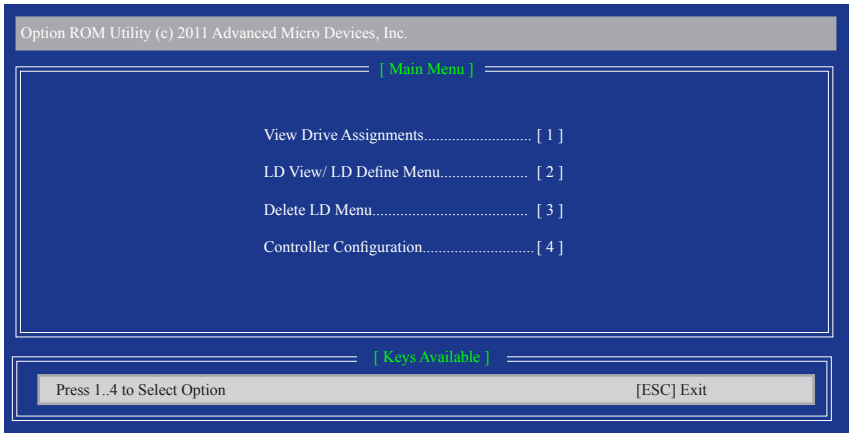 Option ROM Utility (c) 2011 Advanced Micro Devices, Inc.
[ Main Menu ]
View Drive Assignments........................... [ 1 ]
LD View/ LD Define Menu...................... [ 2 ]
Delete LD Menu....................................... [ 3 ]
Controller Configuration............................[ 4 ]
[ Keys Available ]
Press 1..4 to Select Option [ESC] Exit